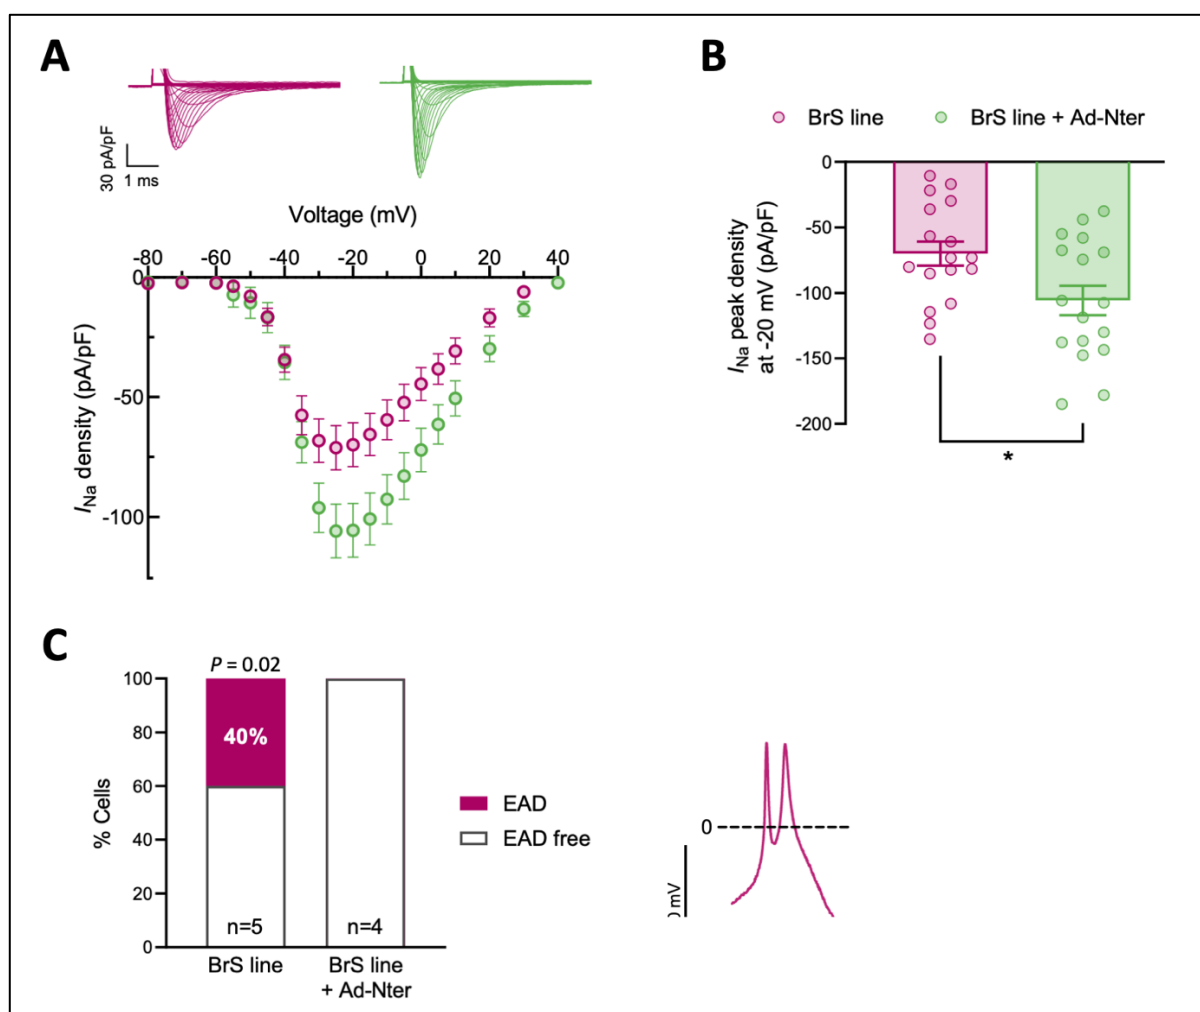 A
30 pA/pF
1 ms
Voltage (mV)
-80 -60 -40 -20 0 20 40
0
-50
-100
I_Na density (pA/pF)
B
BrS line
BrS line + Ad-Nter
0
-50
-100
-150
-200
I_Na peak density
at -20 mV (pA/pF)
*
C
P = 0.02
100
80
60
40
20
0
% Cells
40%
n=5
n=4
BrS line
BrS line
+ Ad-Nter
EAD
EAD free
0
mV